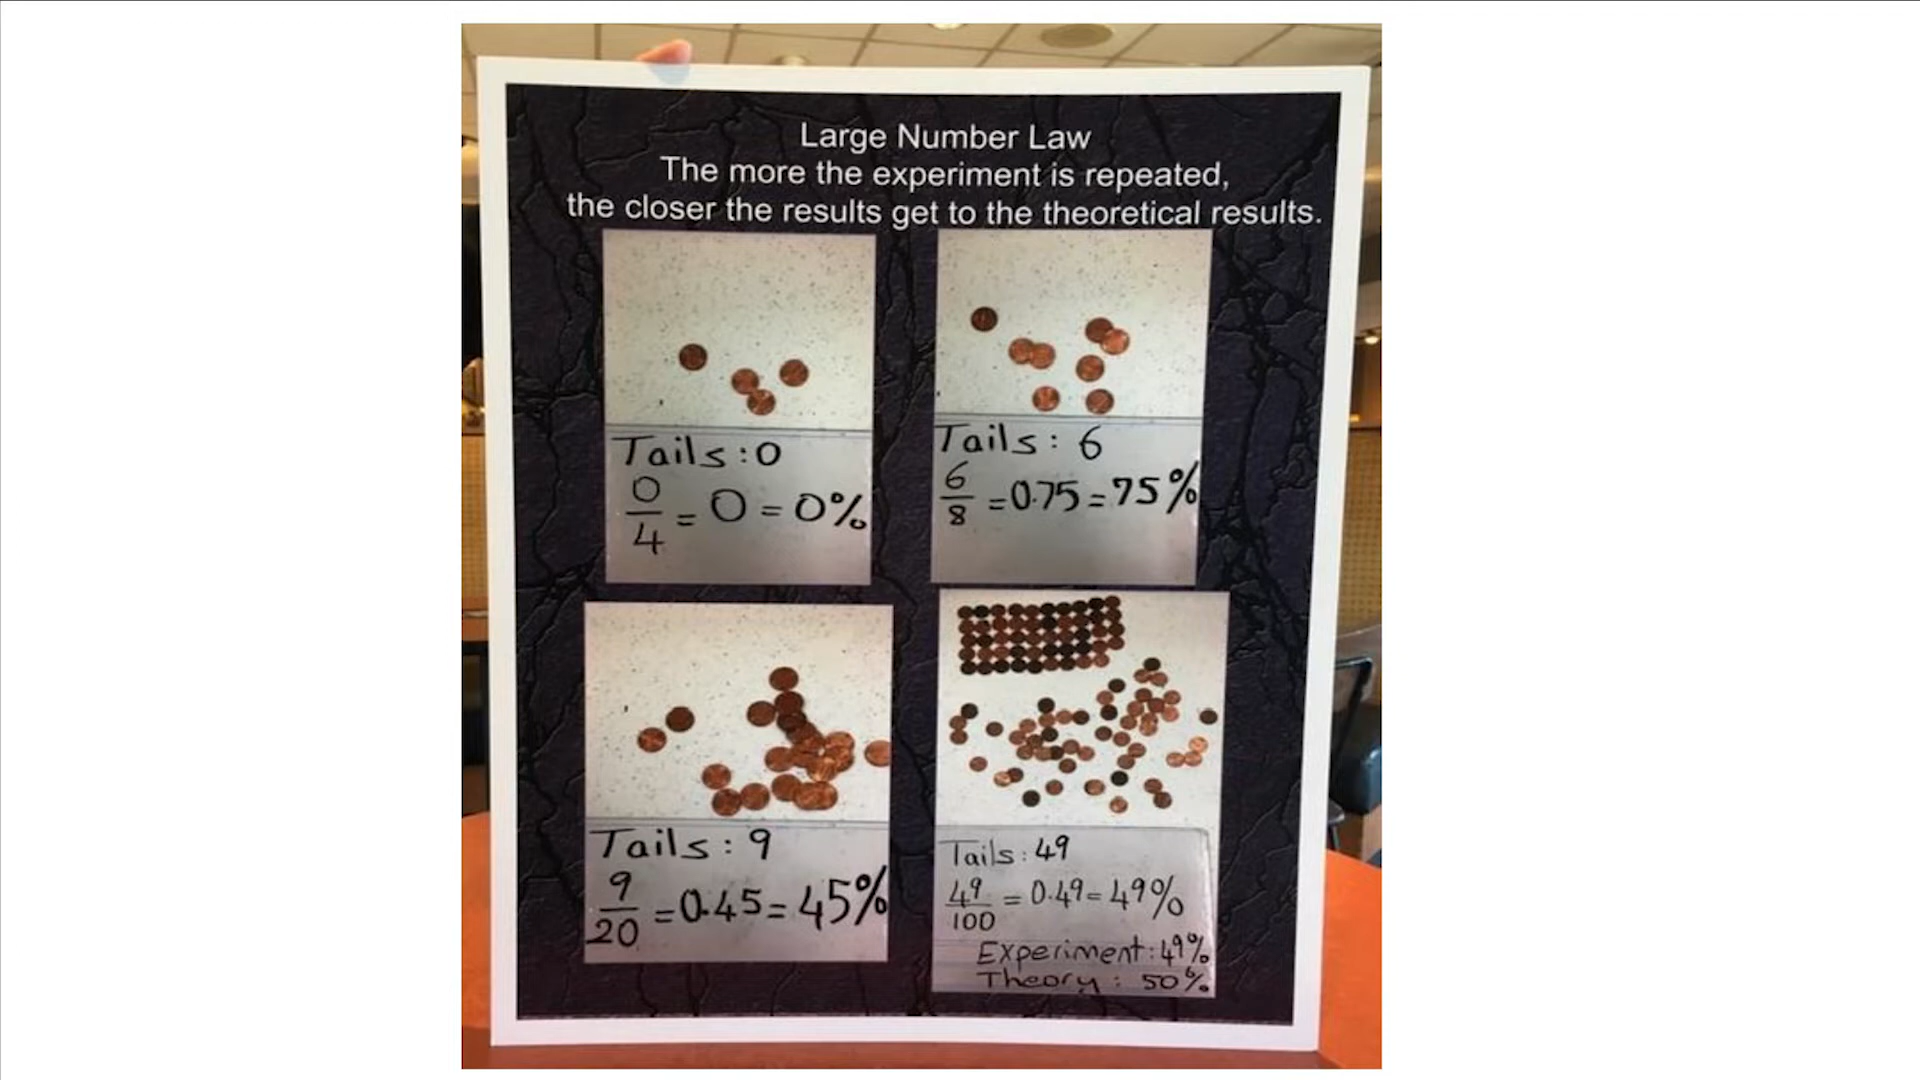 Large Number Law
The more the experiment is repeated,
the closer the results get to the theoretical results.
Tails: 0
0/4 = 0 = 0%
Tails: 6
6/8 = 0.75 = 75%
Tails: 9
9/20 = 0.45 = 45%
Tails: 49
49/100 = 0.49 = 49%
Experiment: 49%
Theory: 50%